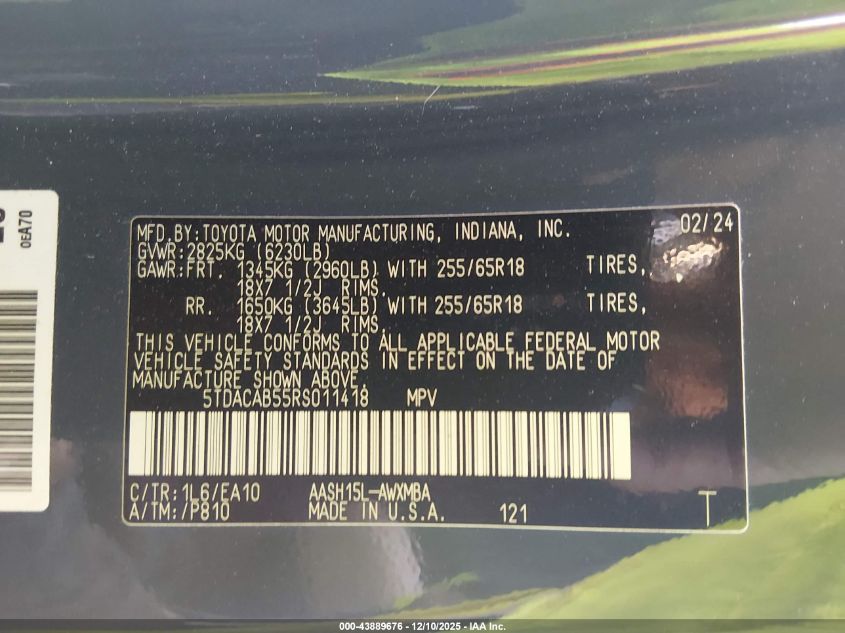 0EA70
MFD.BY:TOYOTA MOTOR MANUFACTURING, INDIANA, INC. 02/24
GVWR:2825KG (6230LB)
GAWR:FRT. 1345KG (2960LB) WITH 255/65R18 TIRES,
18X7 1/2J RIMS.
RR. 1650KG (3645LB) WITH 255/65R18 TIRES,
18X7 1/2J RIMS.
THIS VEHICLE CONFORMS TO ALL APPLICABLE FEDERAL MOTOR
VEHICLE SAFETY STANDARDS IN EFFECT ON THE DATE OF
MANUFACTURE SHOWN ABOVE.
5TDACAB55RS011418 MPV
C/TR:1L6/EA10 AASH15L-AWXMBA
A/TM:/P810 MADE IN U.S.A. 121 T
000-43889676 - 12/10/2025 - IAA Inc.